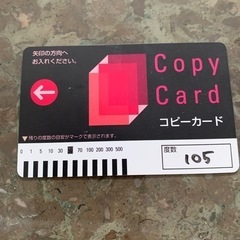 矢印の方向へ
お入れください。
Copy
Card
コピーカード
▼残りの度数の目安がマークで表示されます。
0 1 5 10 30 70 100 300 500
度数
105